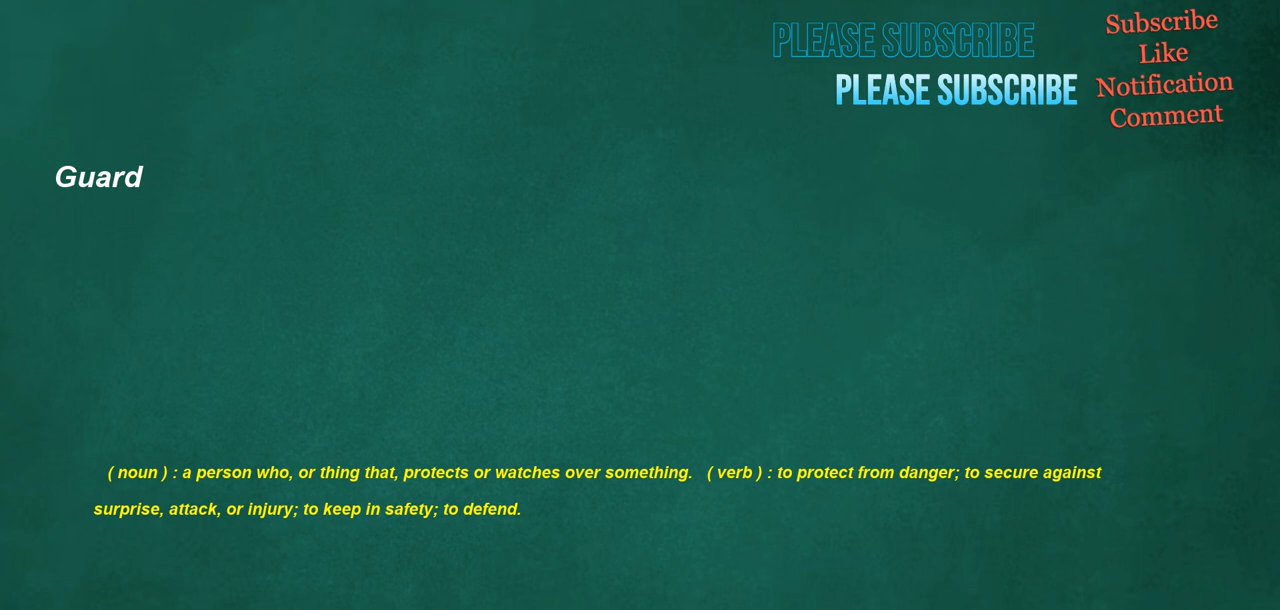 PLEASE SUBSCRIBE
PLEASE SUBSCRIBE
Subscribe
Like
Notification
Comment
Guard
( noun ) : a person who, or thing that, protects or watches over something.   ( verb ) : to protect from danger; to secure against
surprise, attack, or injury; to keep in safety; to defend.